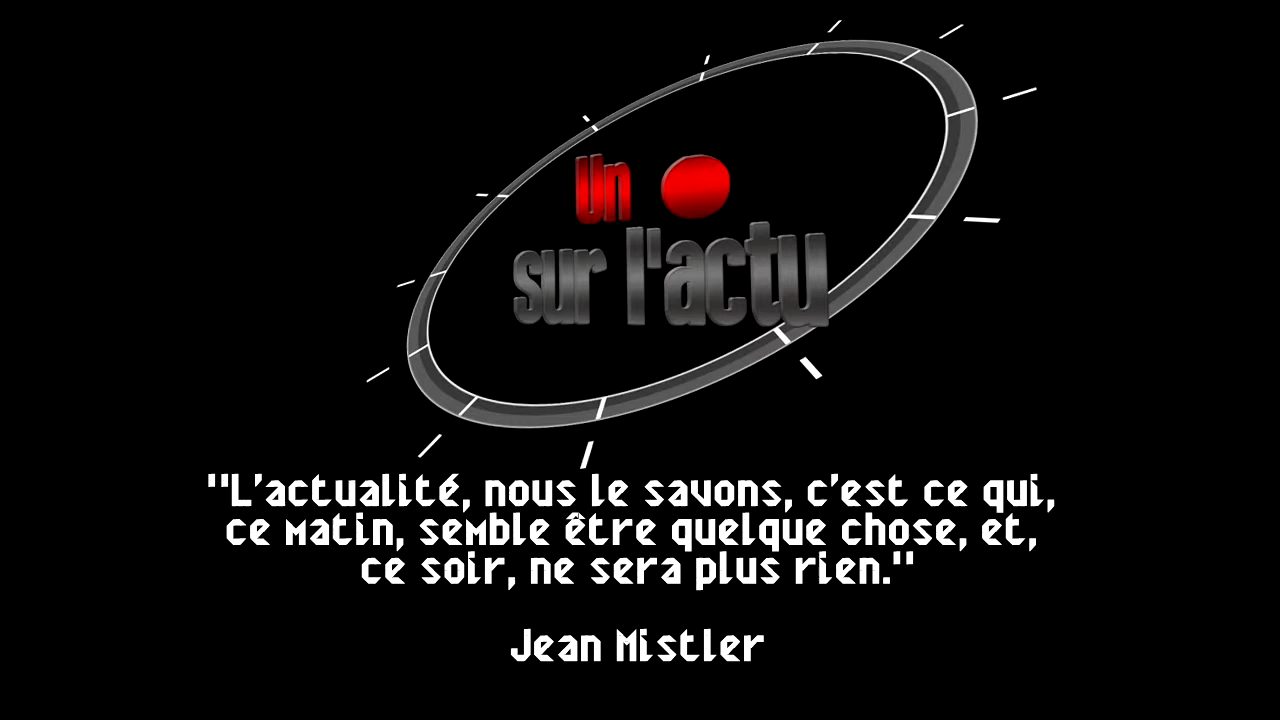 Un
sur l'actu
"L'actualité, nous le savons, c'est ce qui,
ce matin, semble être quelque chose, et,
ce soir, ne sera plus rien."
Jean Mistler